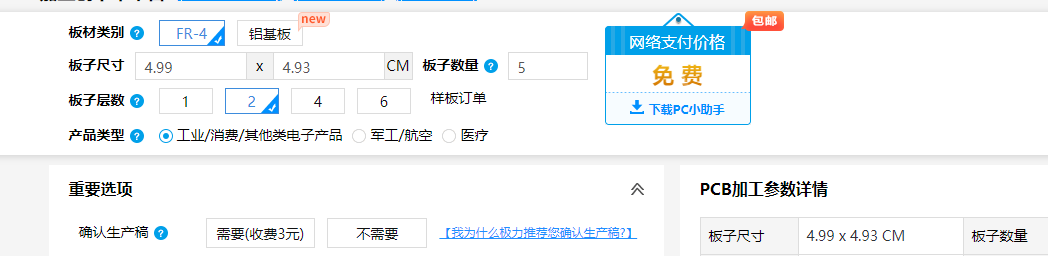 板材类别 ? FR-4 铝基板 new
包邮
网络支付价格
板子尺寸 4.99 x 4.93 CM 板子数量 ? 5
免费
板子层数 ? 1 2 4 6 样板订单
下载PC小助手
产品类型 ? 工业/消费/其他类电子产品 军工/航空 医疗
重要选项
PCB加工参数详情
确认生产稿 ? 需要(收费3元) 不需要 【我为什么极力推荐您确认生产稿?】
板子尺寸 4.99 x 4.93 CM 板子数量